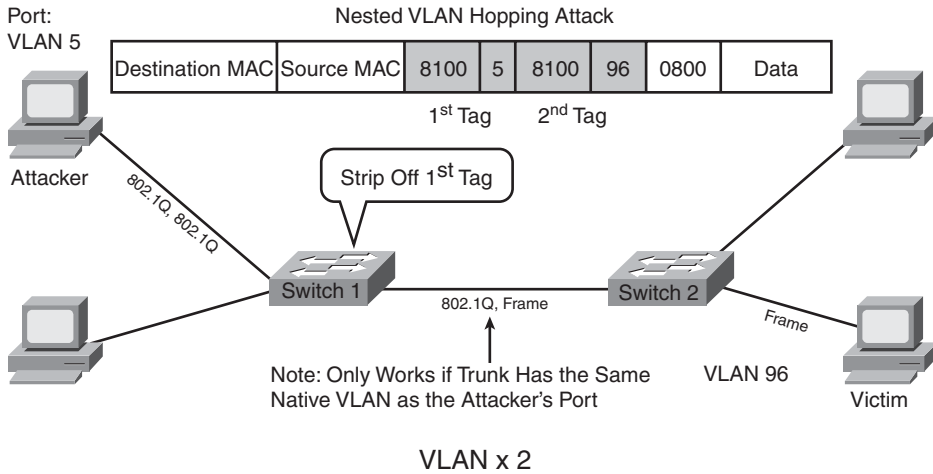 Port:
VLAN 5
Nested VLAN Hopping Attack
Destination MAC Source MAC 8100 5 8100 96 0800 Data
1st Tag 2nd Tag
Attacker
802.1Q, 802.1Q
Strip Off 1st Tag
Switch 1
802.1Q, Frame
Switch 2
Frame
Note: Only Works if Trunk Has the Same
Native VLAN as the Attacker's Port
VLAN 96
Victim
VLAN x 2